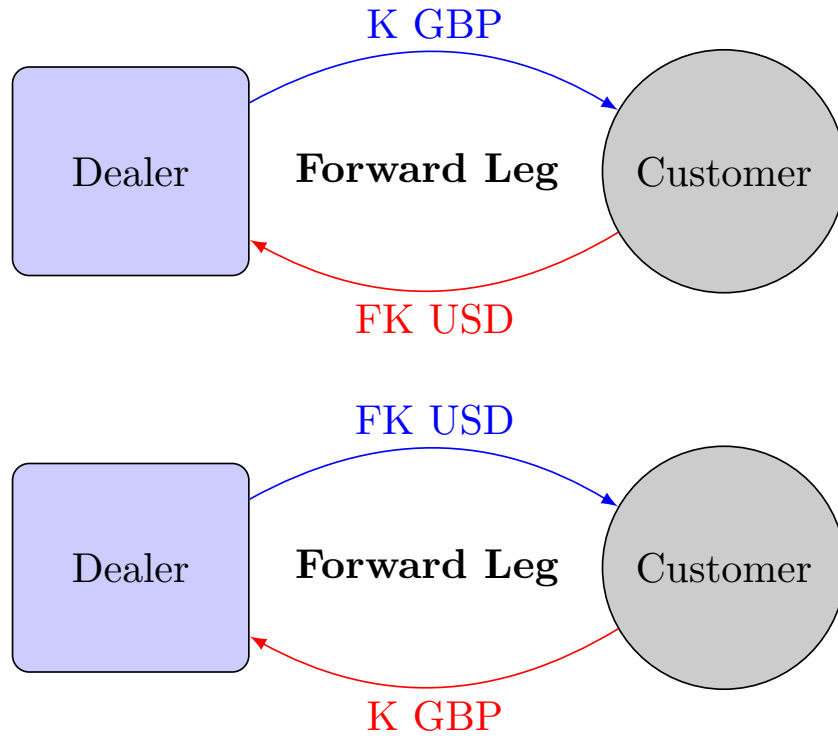 K GBP
Dealer
Forward Leg
Customer
FK USD
FK USD
Dealer
Forward Leg
Customer
K GBP